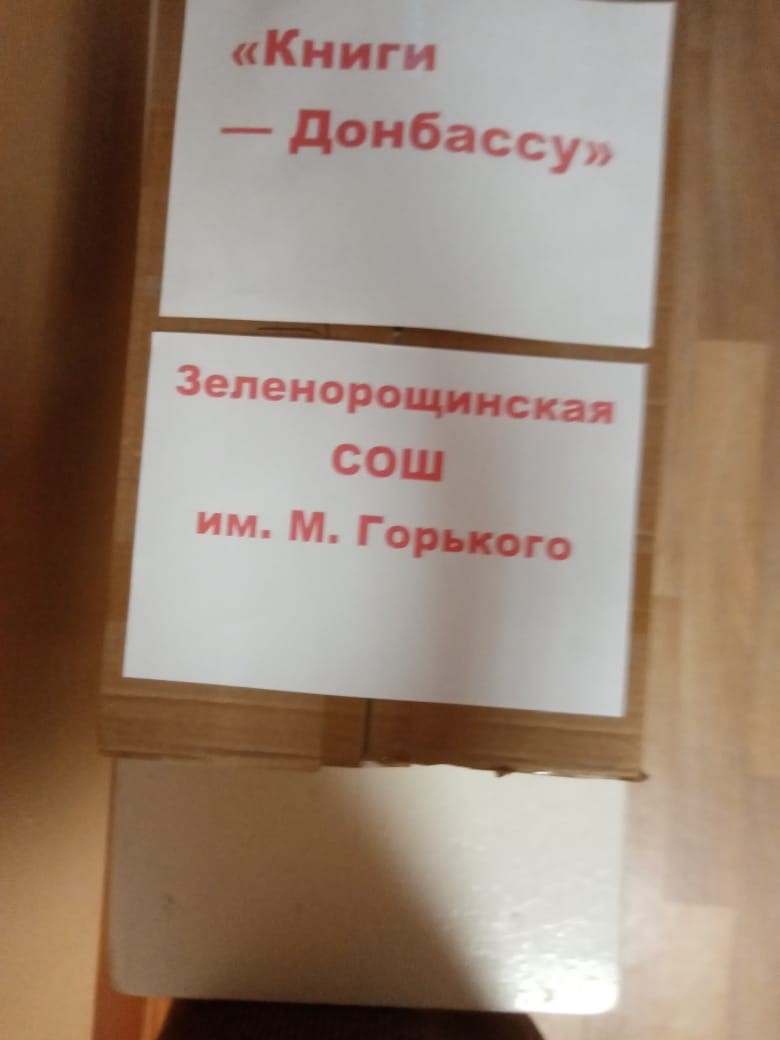 «Книги
— Донбассу»
Зеленорощинская
СОШ
им. М. Горького